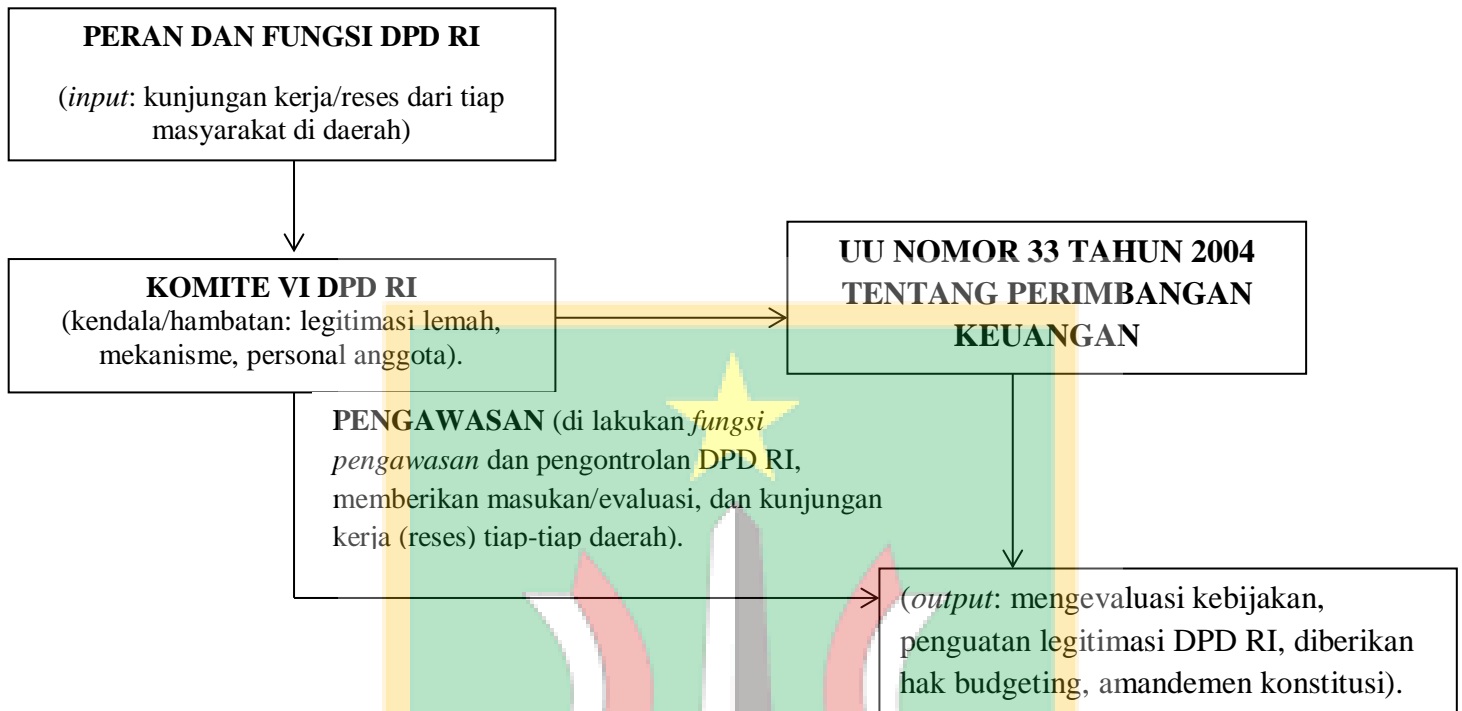 PERAN DAN FUNGSI DPD RI
(input: kunjungan kerja/reses dari tiap
masyarakat di daerah)
KOMITE VI DPD RI
(kendala/hambatan: legitimasi lemah,
mekanisme, personal anggota).
UU NOMOR 33 TAHUN 2004
TENTANG PERIMBANGAN
KEUANGAN
PENGAWASAN (di lakukan fungsi
pengawasan dan pengontrolan DPD RI,
memberikan masukan/evaluasi, dan kunjungan
kerja (reses) tiap-tiap daerah).
(output: mengevaluasi kebijakan,
penguatan legitimasi DPD RI, diberikan
hak budgeting, amandemen konstitusi).